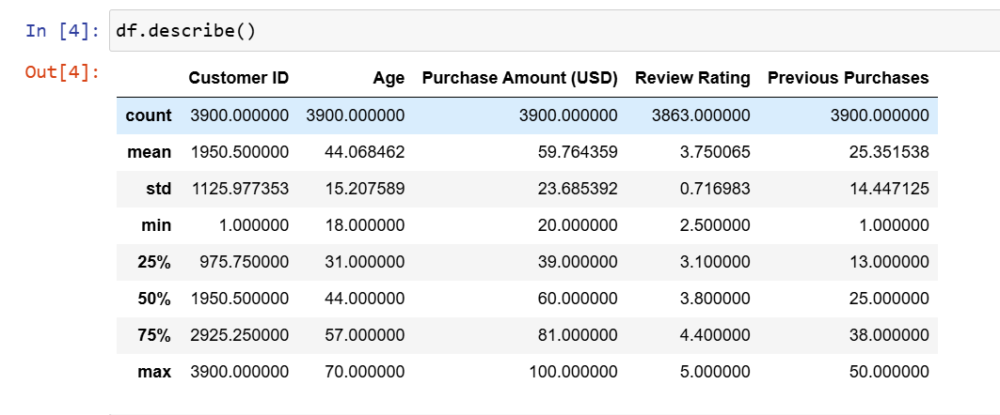 In [4]: df.describe()
Out[4]:
Customer ID Age Purchase Amount (USD) Review Rating Previous Purchases
count 3900.000000 3900.000000 3900.000000 3863.000000 3900.000000
mean 1950.500000 44.068462 59.764359 3.750065 25.351538
std 1125.977353 15.207589 23.685392 0.716983 14.447125
min 1.000000 18.000000 20.000000 2.500000 1.000000
25% 975.750000 31.000000 39.000000 3.100000 13.000000
50% 1950.500000 44.000000 60.000000 3.800000 25.000000
75% 2925.250000 57.000000 81.000000 4.400000 38.000000
max 3900.000000 70.000000 100.000000 5.000000 50.000000